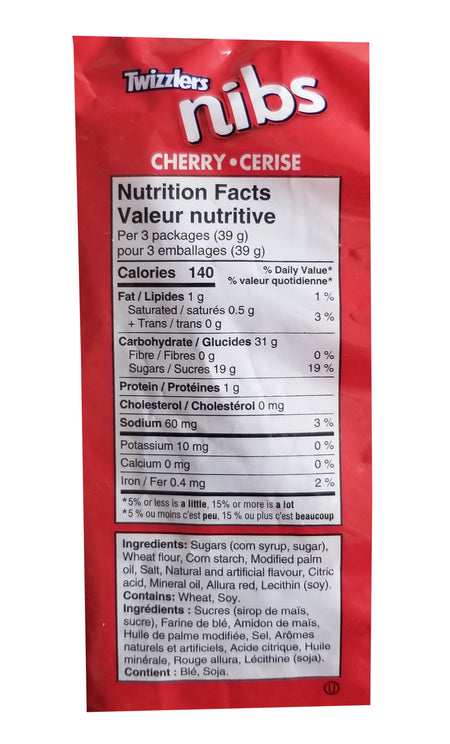 Twizzlers
nibs
CHERRY • CERISE
Nutrition Facts
Valeur nutritive
Per 3 packages (39 g)
pour 3 emballages (39 g)
Calories 140
% Daily Value*
% valeur quotidienne*
Fat / Lipides 1 g 1 %
Saturated / saturés 0.5 g
+ Trans / trans 0 g 3 %
Carbohydrate / Glucides 31 g
Fibre / Fibres 0 g 0 %
Sugars / Sucres 19 g 19 %
Protein / Protéines 1 g
Cholesterol / Cholestérol 0 mg
Sodium 60 mg 3 %
Potassium 10 mg 0 %
Calcium 0 mg 0 %
Iron / Fer 0.4 mg 2 %
*5% or less is a little, 15% or more is a lot
*5 % ou moins c'est peu, 15 % ou plus c'est beaucoup
Ingredients: Sugars (corn syrup, sugar),
Wheat flour, Corn starch, Modified palm
oil, Salt, Natural and artificial flavour, Citric
acid, Mineral oil, Allura red, Lecithin (soy).
Contains: Wheat, Soy.
Ingrédients : Sucres (sirop de maïs,
sucre), Farine de blé, Amidon de maïs,
Huile de palme modifiée, Sel, Arômes
naturels et artificiels, Acide citrique, Huile
minérale, Rouge allura, Lécithine (soja).
Contient : Blé, Soja.
U